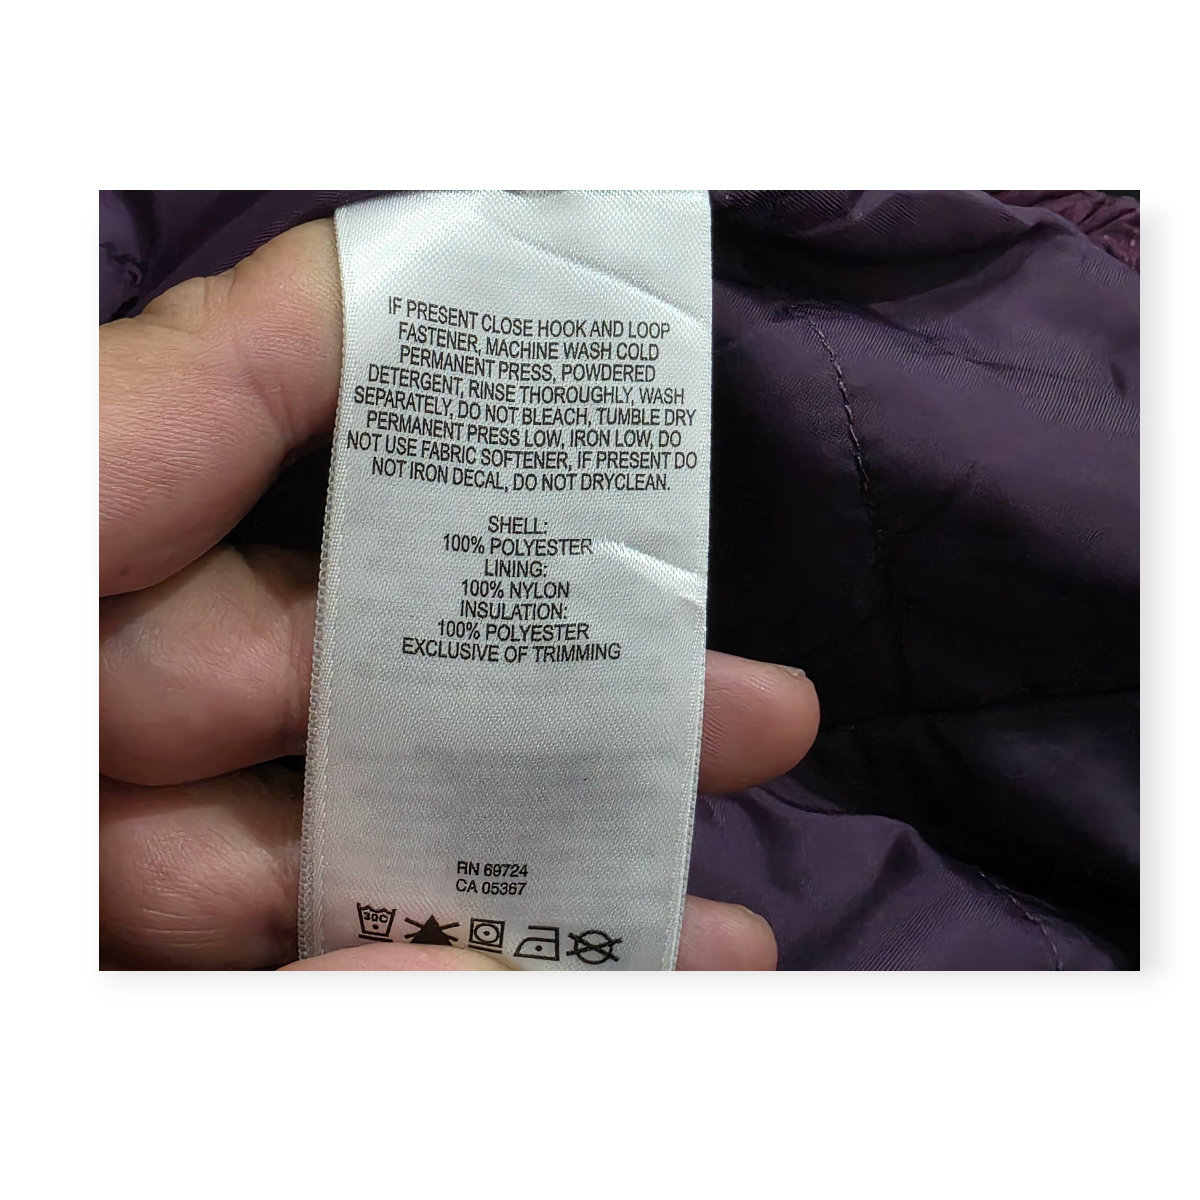 IF PRESENT CLOSE HOOK AND LOOP
FASTENER, MACHINE WASH COLD
PERMANENT PRESS, POWDERED
DETERGENT, RINSE THOROUGHLY, WASH
SEPARATELY, DO NOT BLEACH, TUMBLE DRY
PERMANENT PRESS LOW, IRON LOW, DO
NOT USE FABRIC SOFTENER, IF PRESENT DO
NOT IRON DECAL, DO NOT DRYCLEAN.
SHELL:
100% POLYESTER
LINING:
100% NYLON
INSULATION:
100% POLYESTER
EXCLUSIVE OF TRIMMING
RN 69724
CA 05367
30C